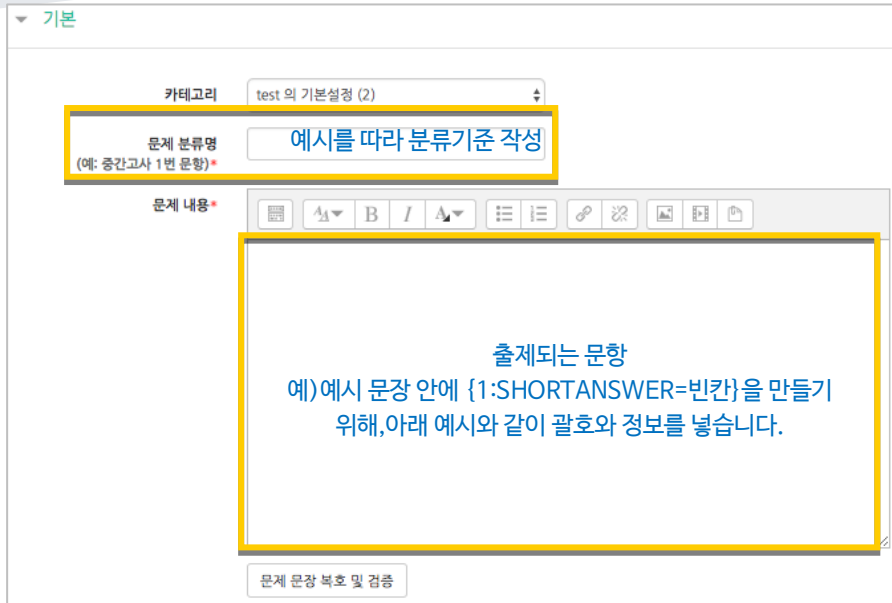 기본
카테고리
test 의 기본설정 (2)
문제 분류명
(예: 중간고사 1번 문항)*
예시를 따라 분류기준 작성
문제 내용*
출제되는 문항
예)예시 문장 안에 {1:SHORTANSWER=빈칸}을 만들기
위해,아래 예시와 같이 괄호와 정보를 넣습니다.
문제 문장 복호 및 검증